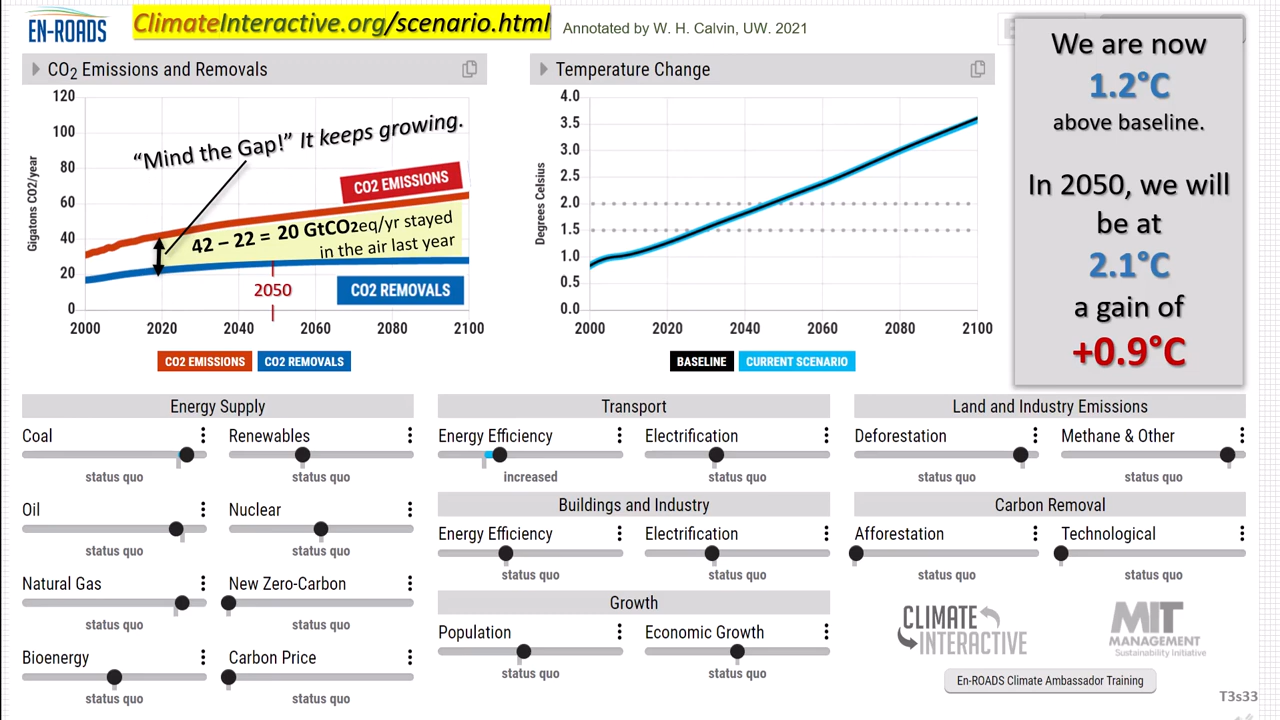 EN-ROADS
ClimateInteractive.org/scenario.html
Annotated by W. H. Calvin, UW. 2021
CO2 Emissions and Removals
120
100
80
60
40
20
0
Gigatons CO2/year
2000 2020 2040 2060 2080 2100
"Mind the Gap!" It keeps growing.
CO2 EMISSIONS
42 – 22 = 20 GtCO2eq/yr stayed
in the air last year
2050
CO2 REMOVALS
CO2 EMISSIONS CO2 REMOVALS
Temperature Change
4.0
3.5
3.0
2.5
2.0
1.5
1.0
0.5
0.0
Degrees Celsius
2000 2020 2040 2060 2080 2100
BASELINE CURRENT SCENARIO
We are now
1.2°C
above baseline.
In 2050, we will
be at
2.1°C
a gain of
+0.9°C
Energy Supply
Coal
status quo
Renewables
status quo
Oil
status quo
Nuclear
status quo
Natural Gas
status quo
New Zero-Carbon
status quo
Bioenergy
status quo
Carbon Price
status quo
Transport
Energy Efficiency
increased
Electrification
status quo
Buildings and Industry
Energy Efficiency
status quo
Electrification
status quo
Growth
Population
status quo
Economic Growth
status quo
Land and Industry Emissions
Deforestation
status quo
Methane & Other
status quo
Carbon Removal
Afforestation
status quo
Technological
status quo
CLIMATE
INTERACTIVE
MIT
MANAGEMENT
Sustainability Initiative
En-ROADS Climate Ambassador Training
T3s33